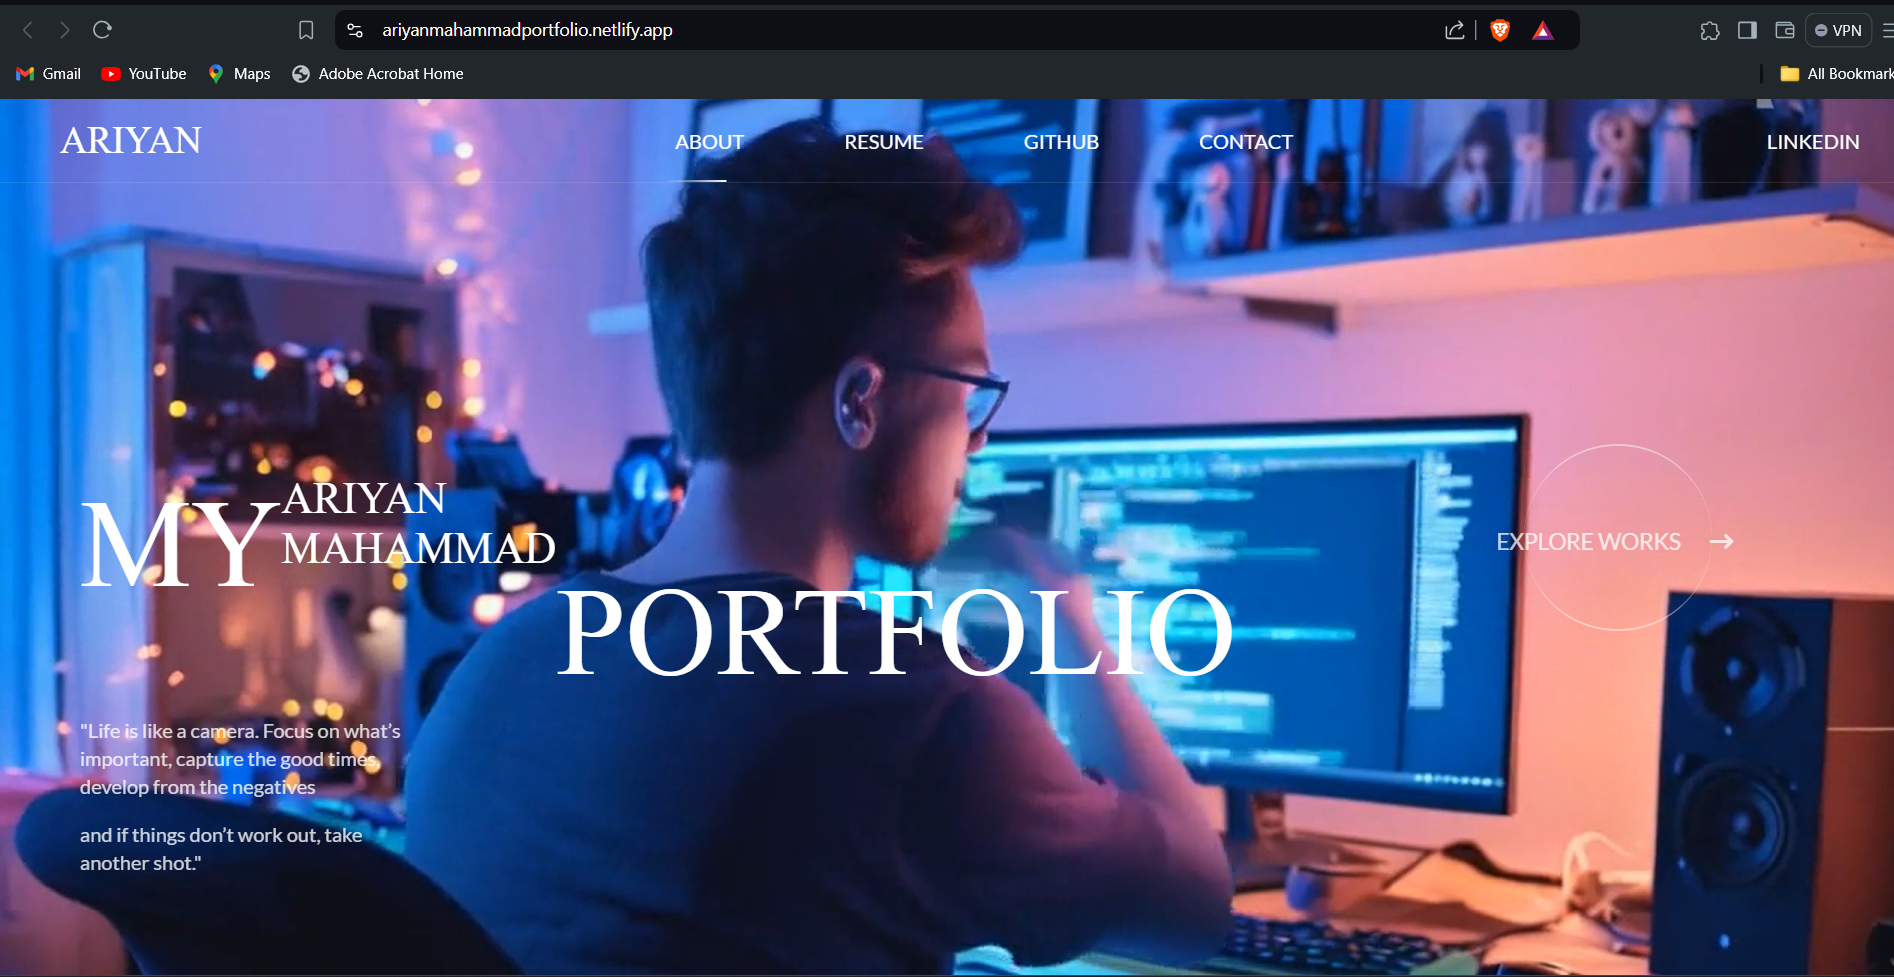 ariyanmahammadportfolio.netlify.app
VPN
Gmail YouTube Maps Adobe Acrobat Home All Bookmark
ARIYAN ABOUT RESUME GITHUB CONTACT LINKEDIN
MY ARIYAN
MAHAMMAD
PORTFOLIO
EXPLORE WORKS →
"Life is like a camera. Focus on what’s
important, capture the good times,
develop from the negatives
and if things don’t work out, take
another shot."